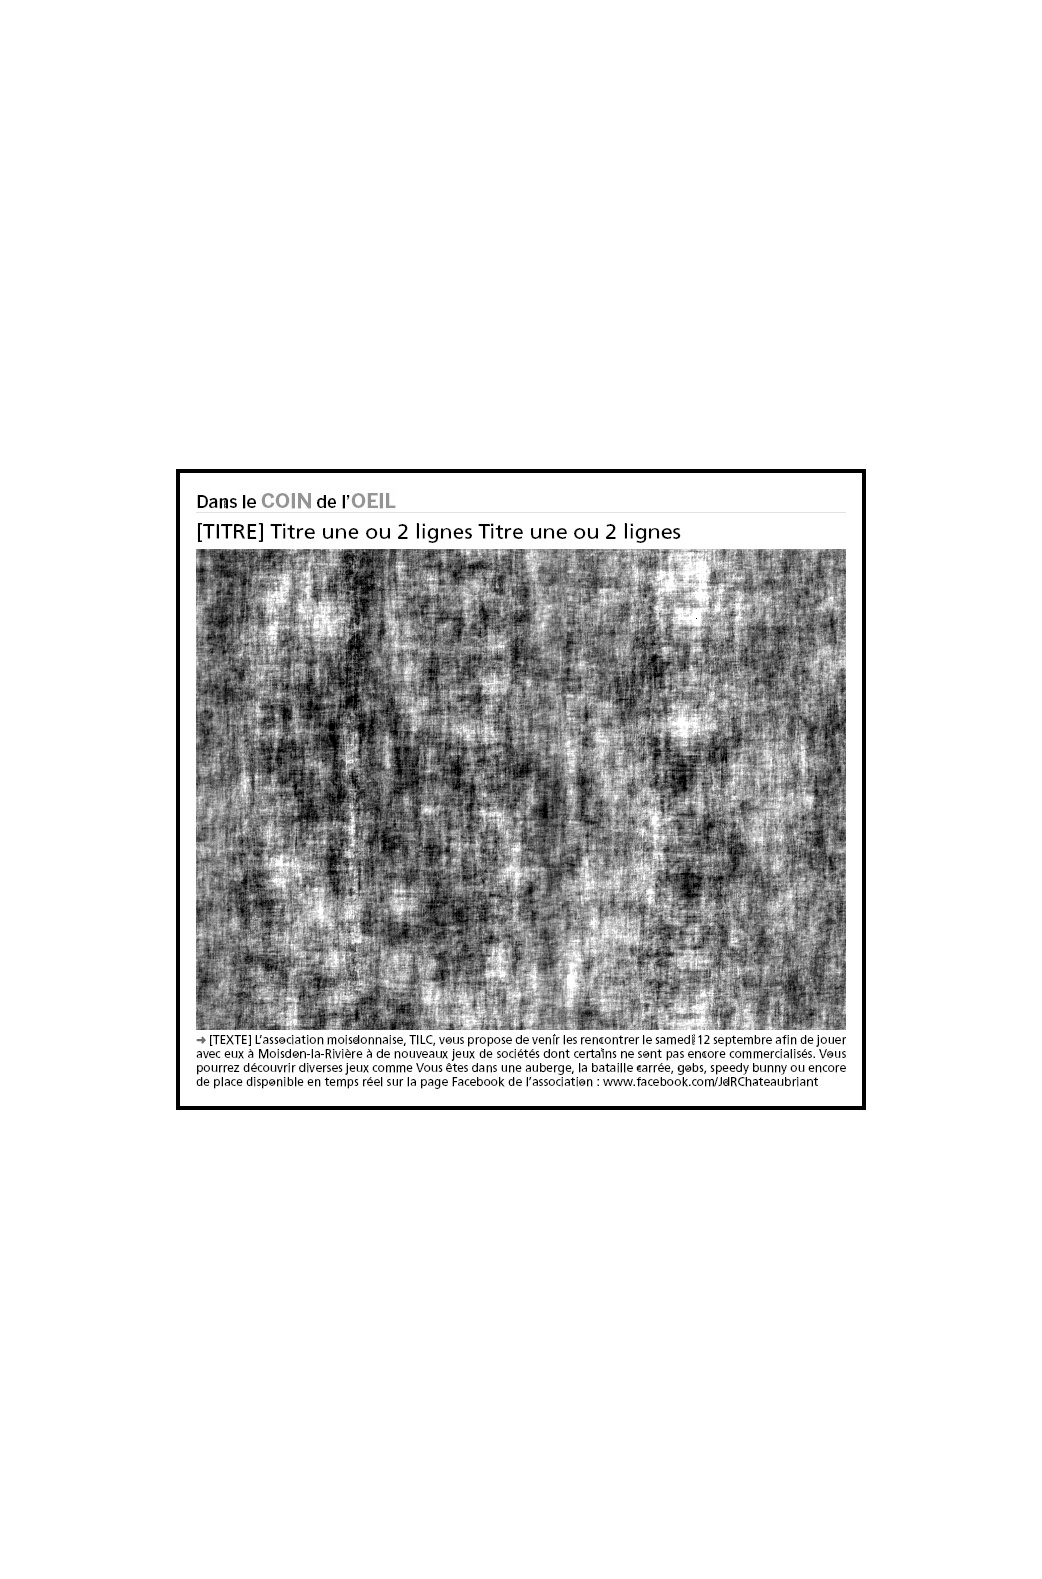 Dans le COIN de l'OEIL
[TITRE] Titre une ou 2 lignes Titre une ou 2 lignes
➜ [TEXTE] L'association moisdonnaise, TILC, vous propose de venir les rencontrer le samedi 12 septembre afin de jouer
avec eux à Moisdon-la-Rivière à de nouveaux jeux de sociétés dont certains ne sont pas encore commercialisés. Vous
pourrez découvrir diverses jeux comme Vous êtes dans une auberge, la bataille carrée, gobs, speedy bunny ou encore
de place disponible en temps réel sur la page Facebook de l'association : www.facebook.com/JdRChateaubriant